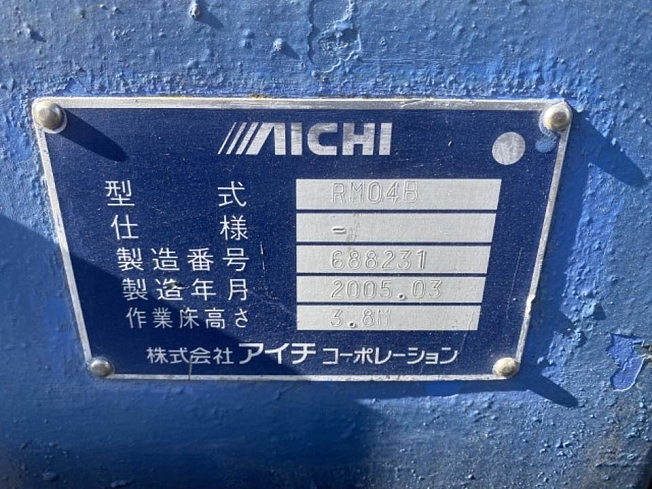 AICHI
型式 RM04B
仕様 -
製造番号 688231
製造年月 2005.03
作業床高さ 3.8M
株式会社 アイチ コーポレーション